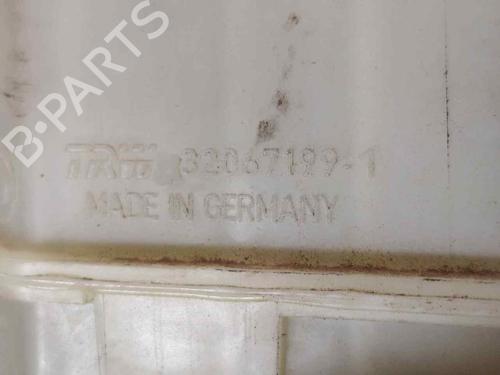 B-PARTS
TRW 32067199-1
MADE IN GERMANY